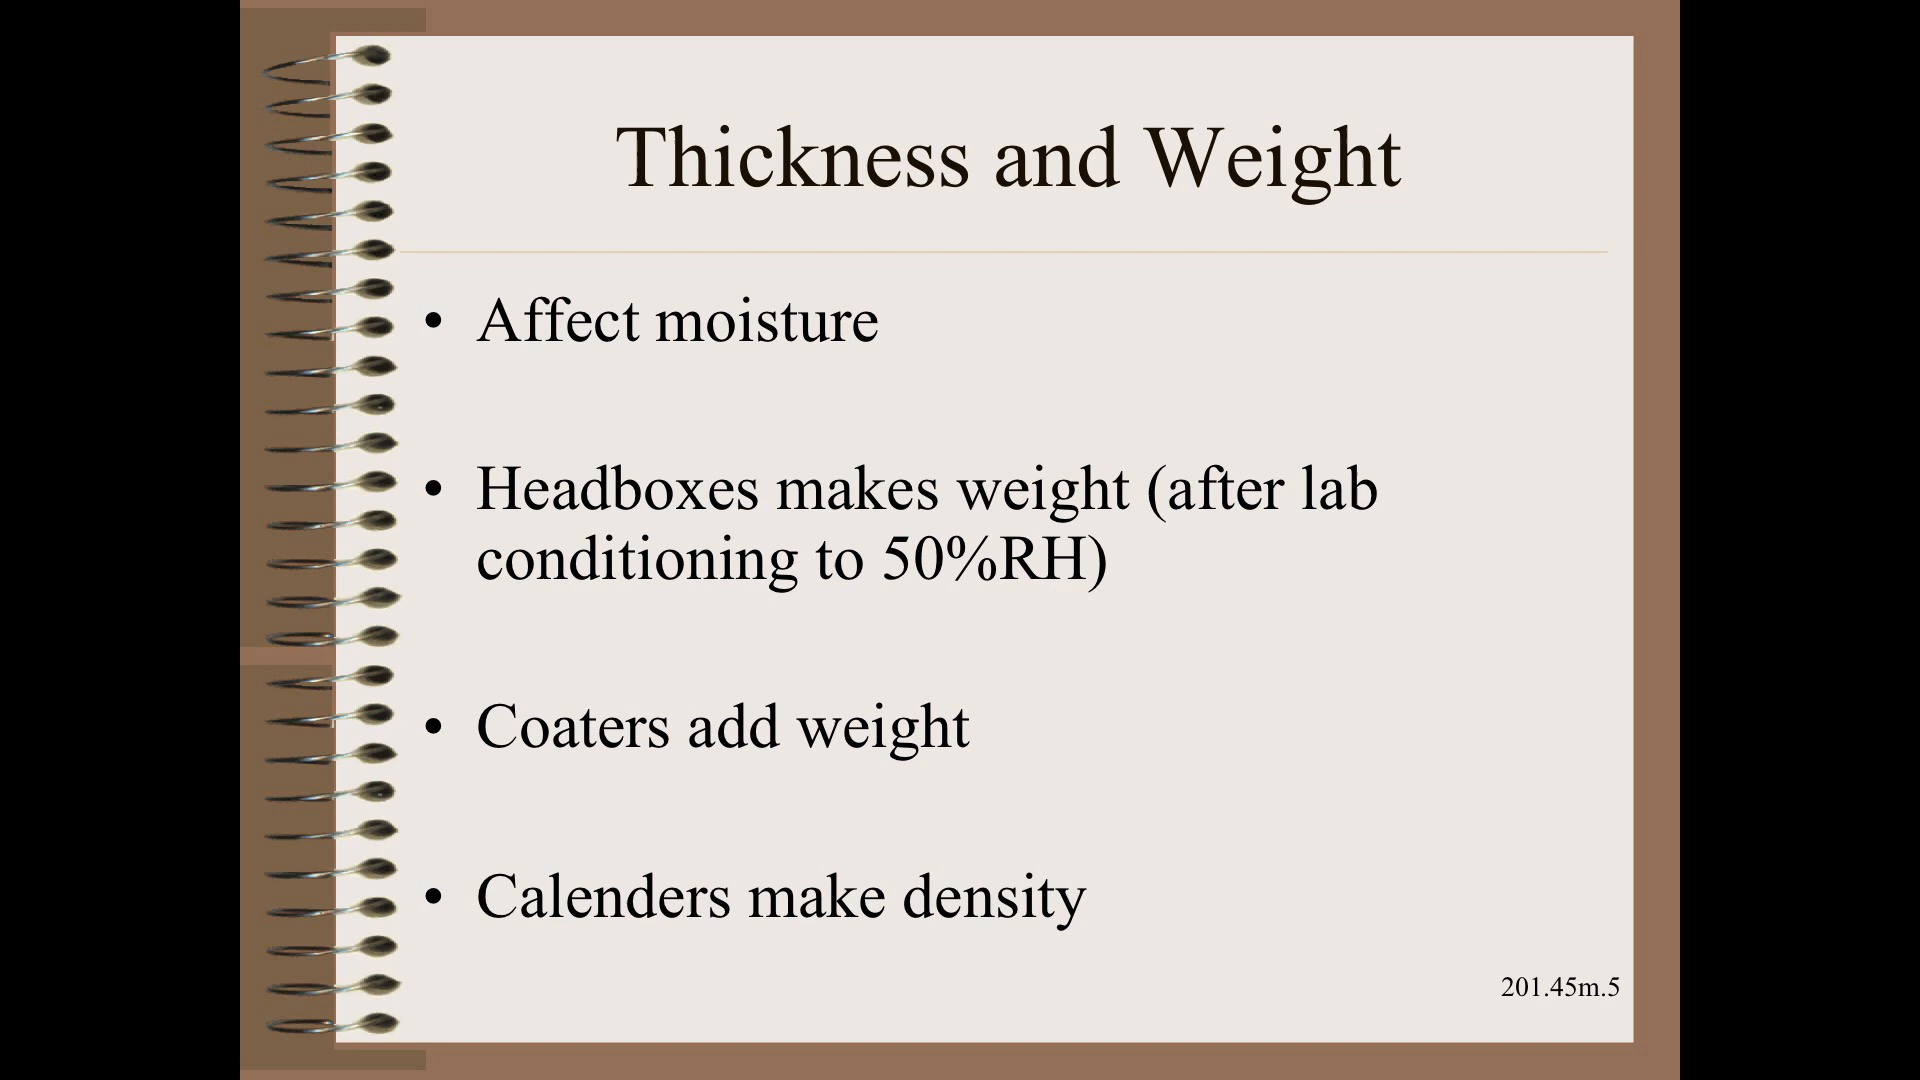 Thickness and Weight
• Affect moisture
• Headboxes makes weight (after lab
conditioning to 50%RH)
• Coaters add weight
• Calenders make density
201.45m.5